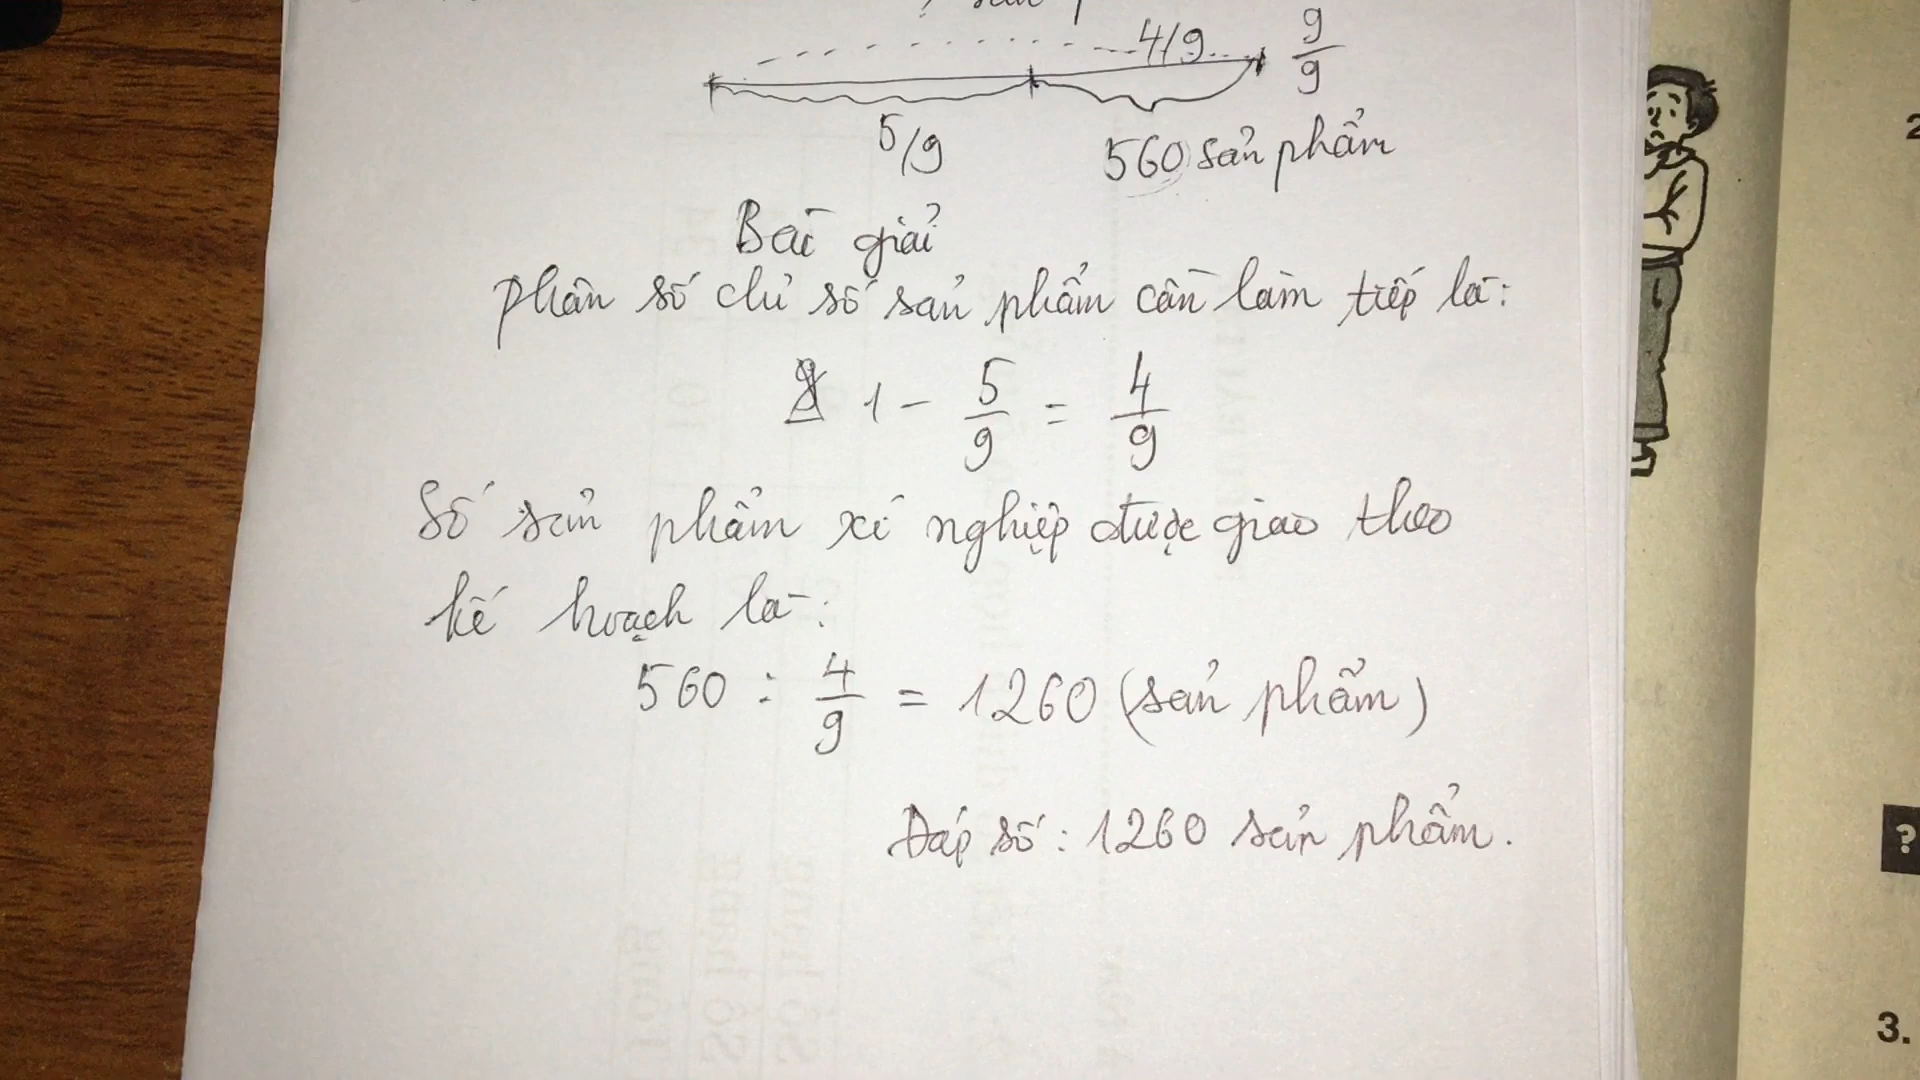 4/9
9/9
5/9
560 sản phẩm
Bài giải
phân số chỉ số sản phẩm cần làm tiếp là:
1 - 5/9 = 4/9
Số sản phẩm xí nghiệp được giao theo
kế hoạch là:
560 : 4/9 = 1260 (sản phẩm)
Đáp số: 1260 sản phẩm.
2
?
3.